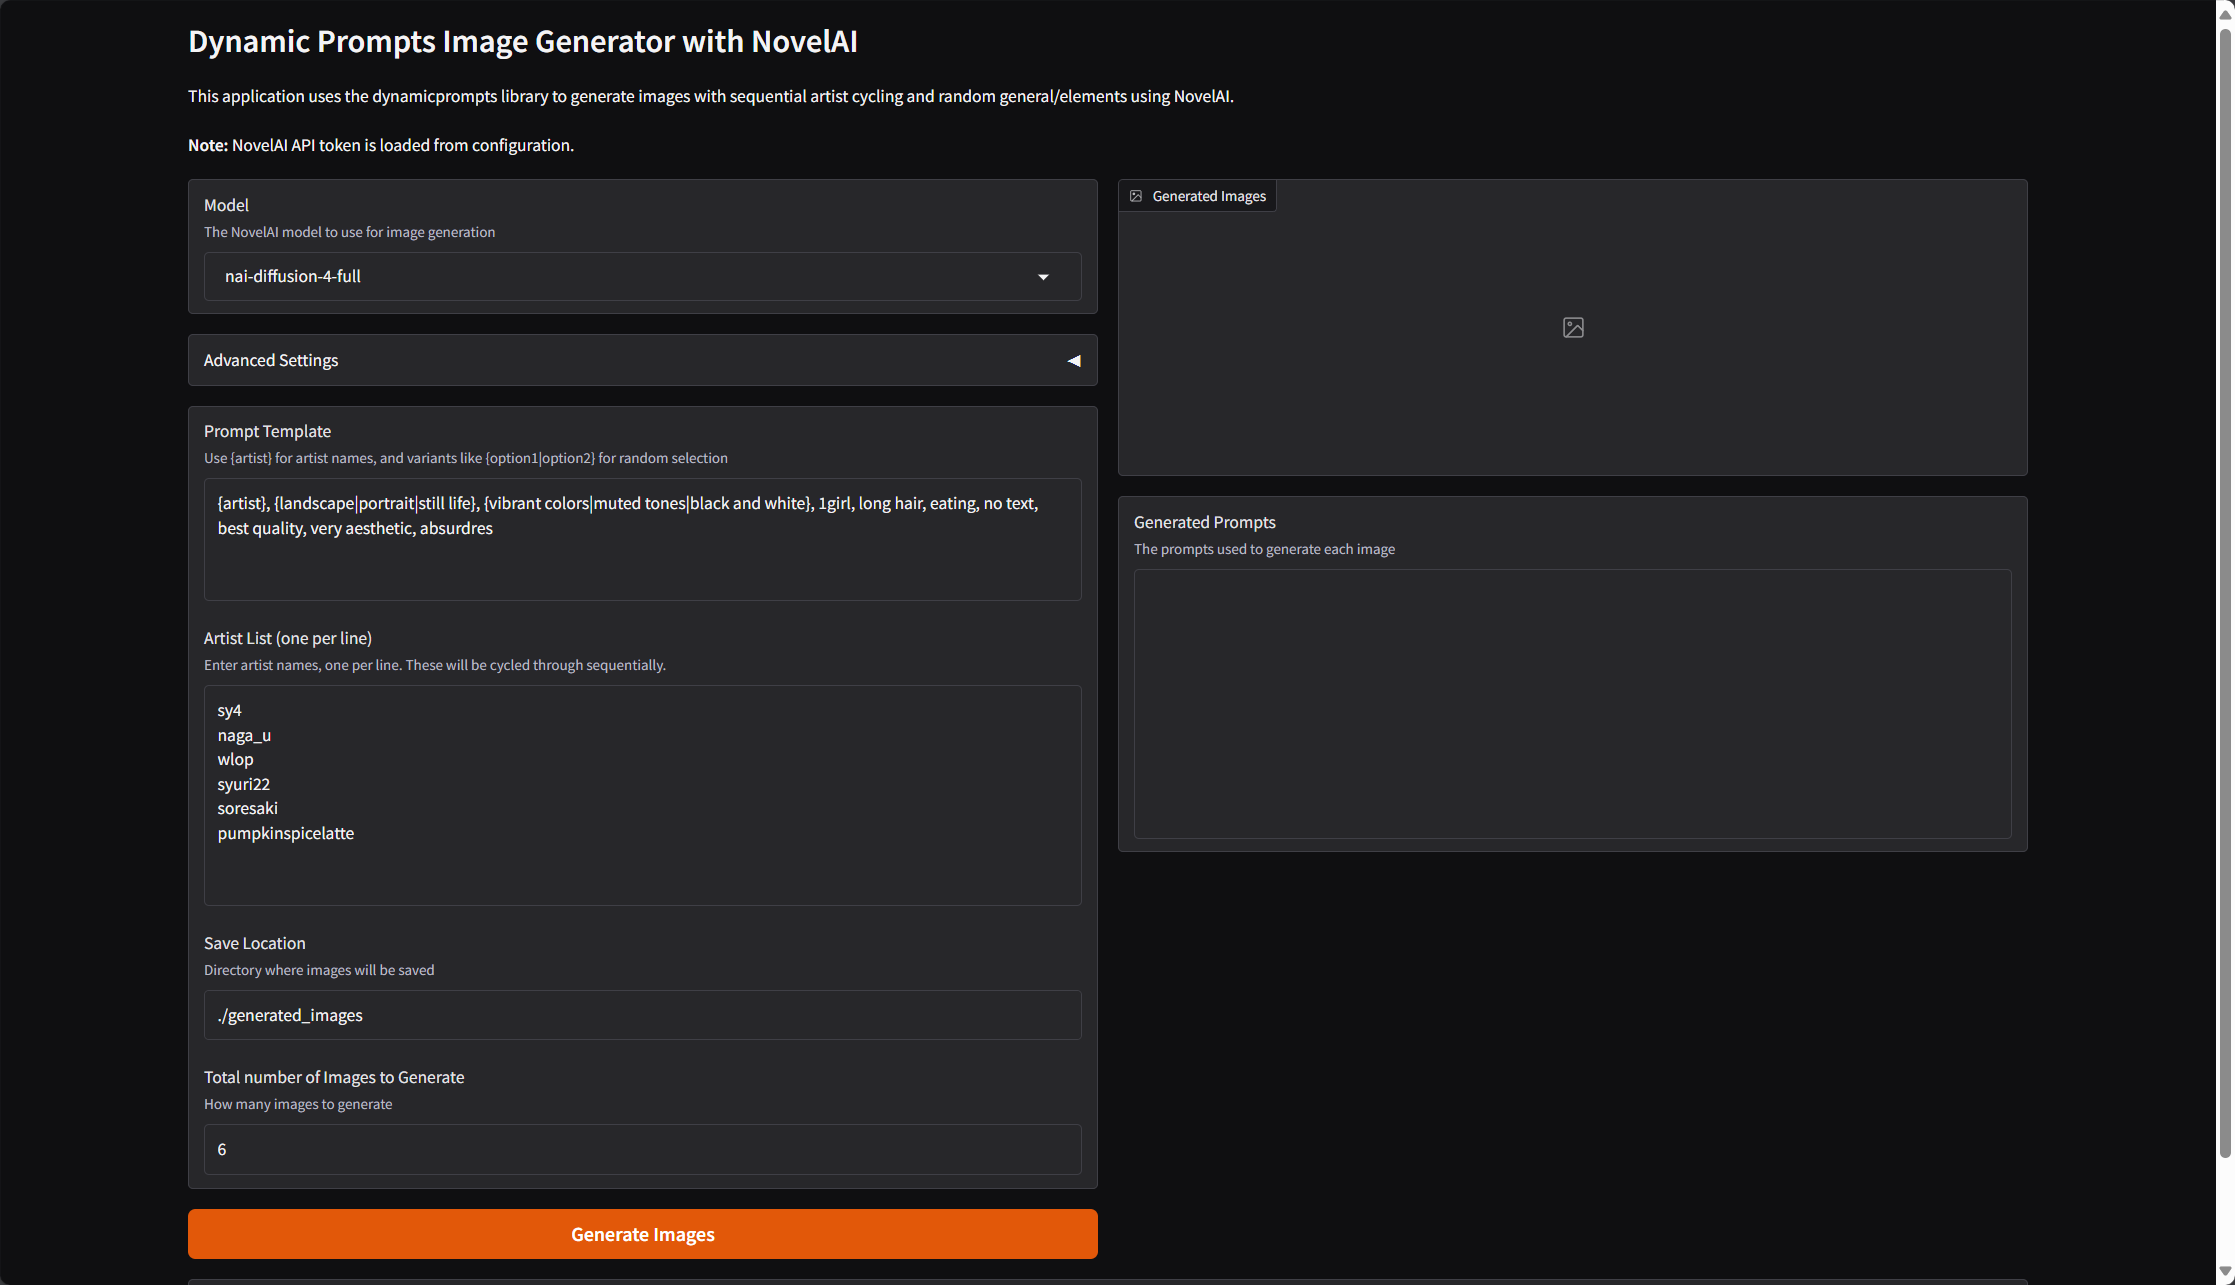 Dynamic Prompts Image Generator with NovelAI
This application uses the dynamicprompts library to generate images with sequential artist cycling and random general/elements using NovelAI.
Note: NovelAI API token is loaded from configuration.
Model
The NovelAI model to use for image generation
nai-diffusion-4-full
Advanced Settings
Prompt Template
Use {artist} for artist names, and variants like {option1|option2} for random selection
{artist}, {landscape|portrait|still life}, {vibrant colors|muted tones|black and white}, 1girl, long hair, eating, no text,
best quality, very aesthetic, absurdres
Artist List (one per line)
Enter artist names, one per line. These will be cycled through sequentially.
sy4
naga_u
wlop
syuri22
soresaki
pumpkinspicelatte
Save Location
Directory where images will be saved
./generated_images
Total number of Images to Generate
How many images to generate
6
Generate Images
Generated Images
Generated Prompts
The prompts used to generate each image